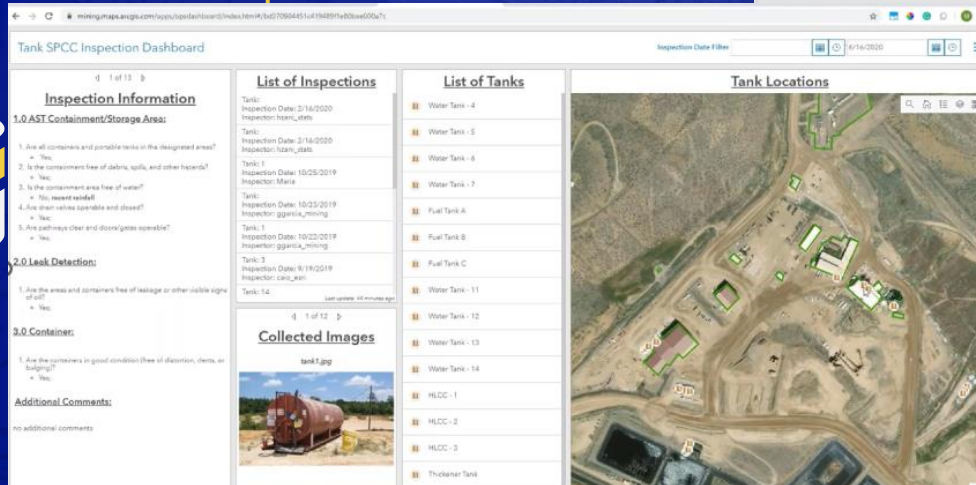 mining.maps.arcgis.com/apps/opsdashboard/index.html#/bd370904451c419489f1e80bee000a7c
Tank SPCC Inspection Dashboard
Inspection Date Filter
6/16/2020
1 of 13
Inspection Information
1.0 AST Containment/Storage Area:
1. Are all containers and portable tanks in the designated areas?
Yes;
2. Is the containment free of debris, spills, and other hazards?
Yes;
3. Is the containment area free of water?
No, recent rainfall
4. Are drain valves operable and closed?
Yes;
5. Are pathways clear and doors/gates operable?
Yes;
2.0 Leak Detection:
1. Are the areas and containers free of leakage or other visible signs
of oil?
Yes;
3.0 Container:
1. Are the containers in good condition (free of distortion, dents, or
bulging)?
Yes;
Additional Comments:
no additional comments
List of Inspections
Tank:
Inspection Date: 2/16/2020
Inspector: hzani_stats
Tank:
Inspection Date: 2/16/2020
Inspector: hzani_stats
Tank: 1
Inspection Date: 10/25/2019
Inspector: Maria
Tank:
Inspection Date: 10/23/2019
Inspector: ggarcia_mining
Tank: 1
Inspection Date: 10/22/2019
Inspector: ggarcia_mining
Tank: 3
Inspection Date: 9/19/2019
Inspector: caio_esri
Tank: 14
Last update: 48 minutes ago
1 of 12
Collected Images
tank1.jpg
List of Tanks
Water Tank - 4
Water Tank - 5
Water Tank - 6
Water Tank - 7
Fuel Tank A
Fuel Tank B
Fuel Tank C
Water Tank - 11
Water Tank - 12
Water Tank - 13
Water Tank - 14
HLCC - 1
HLCC - 2
HLCC - 3
Thickener Tank
Tank Locations